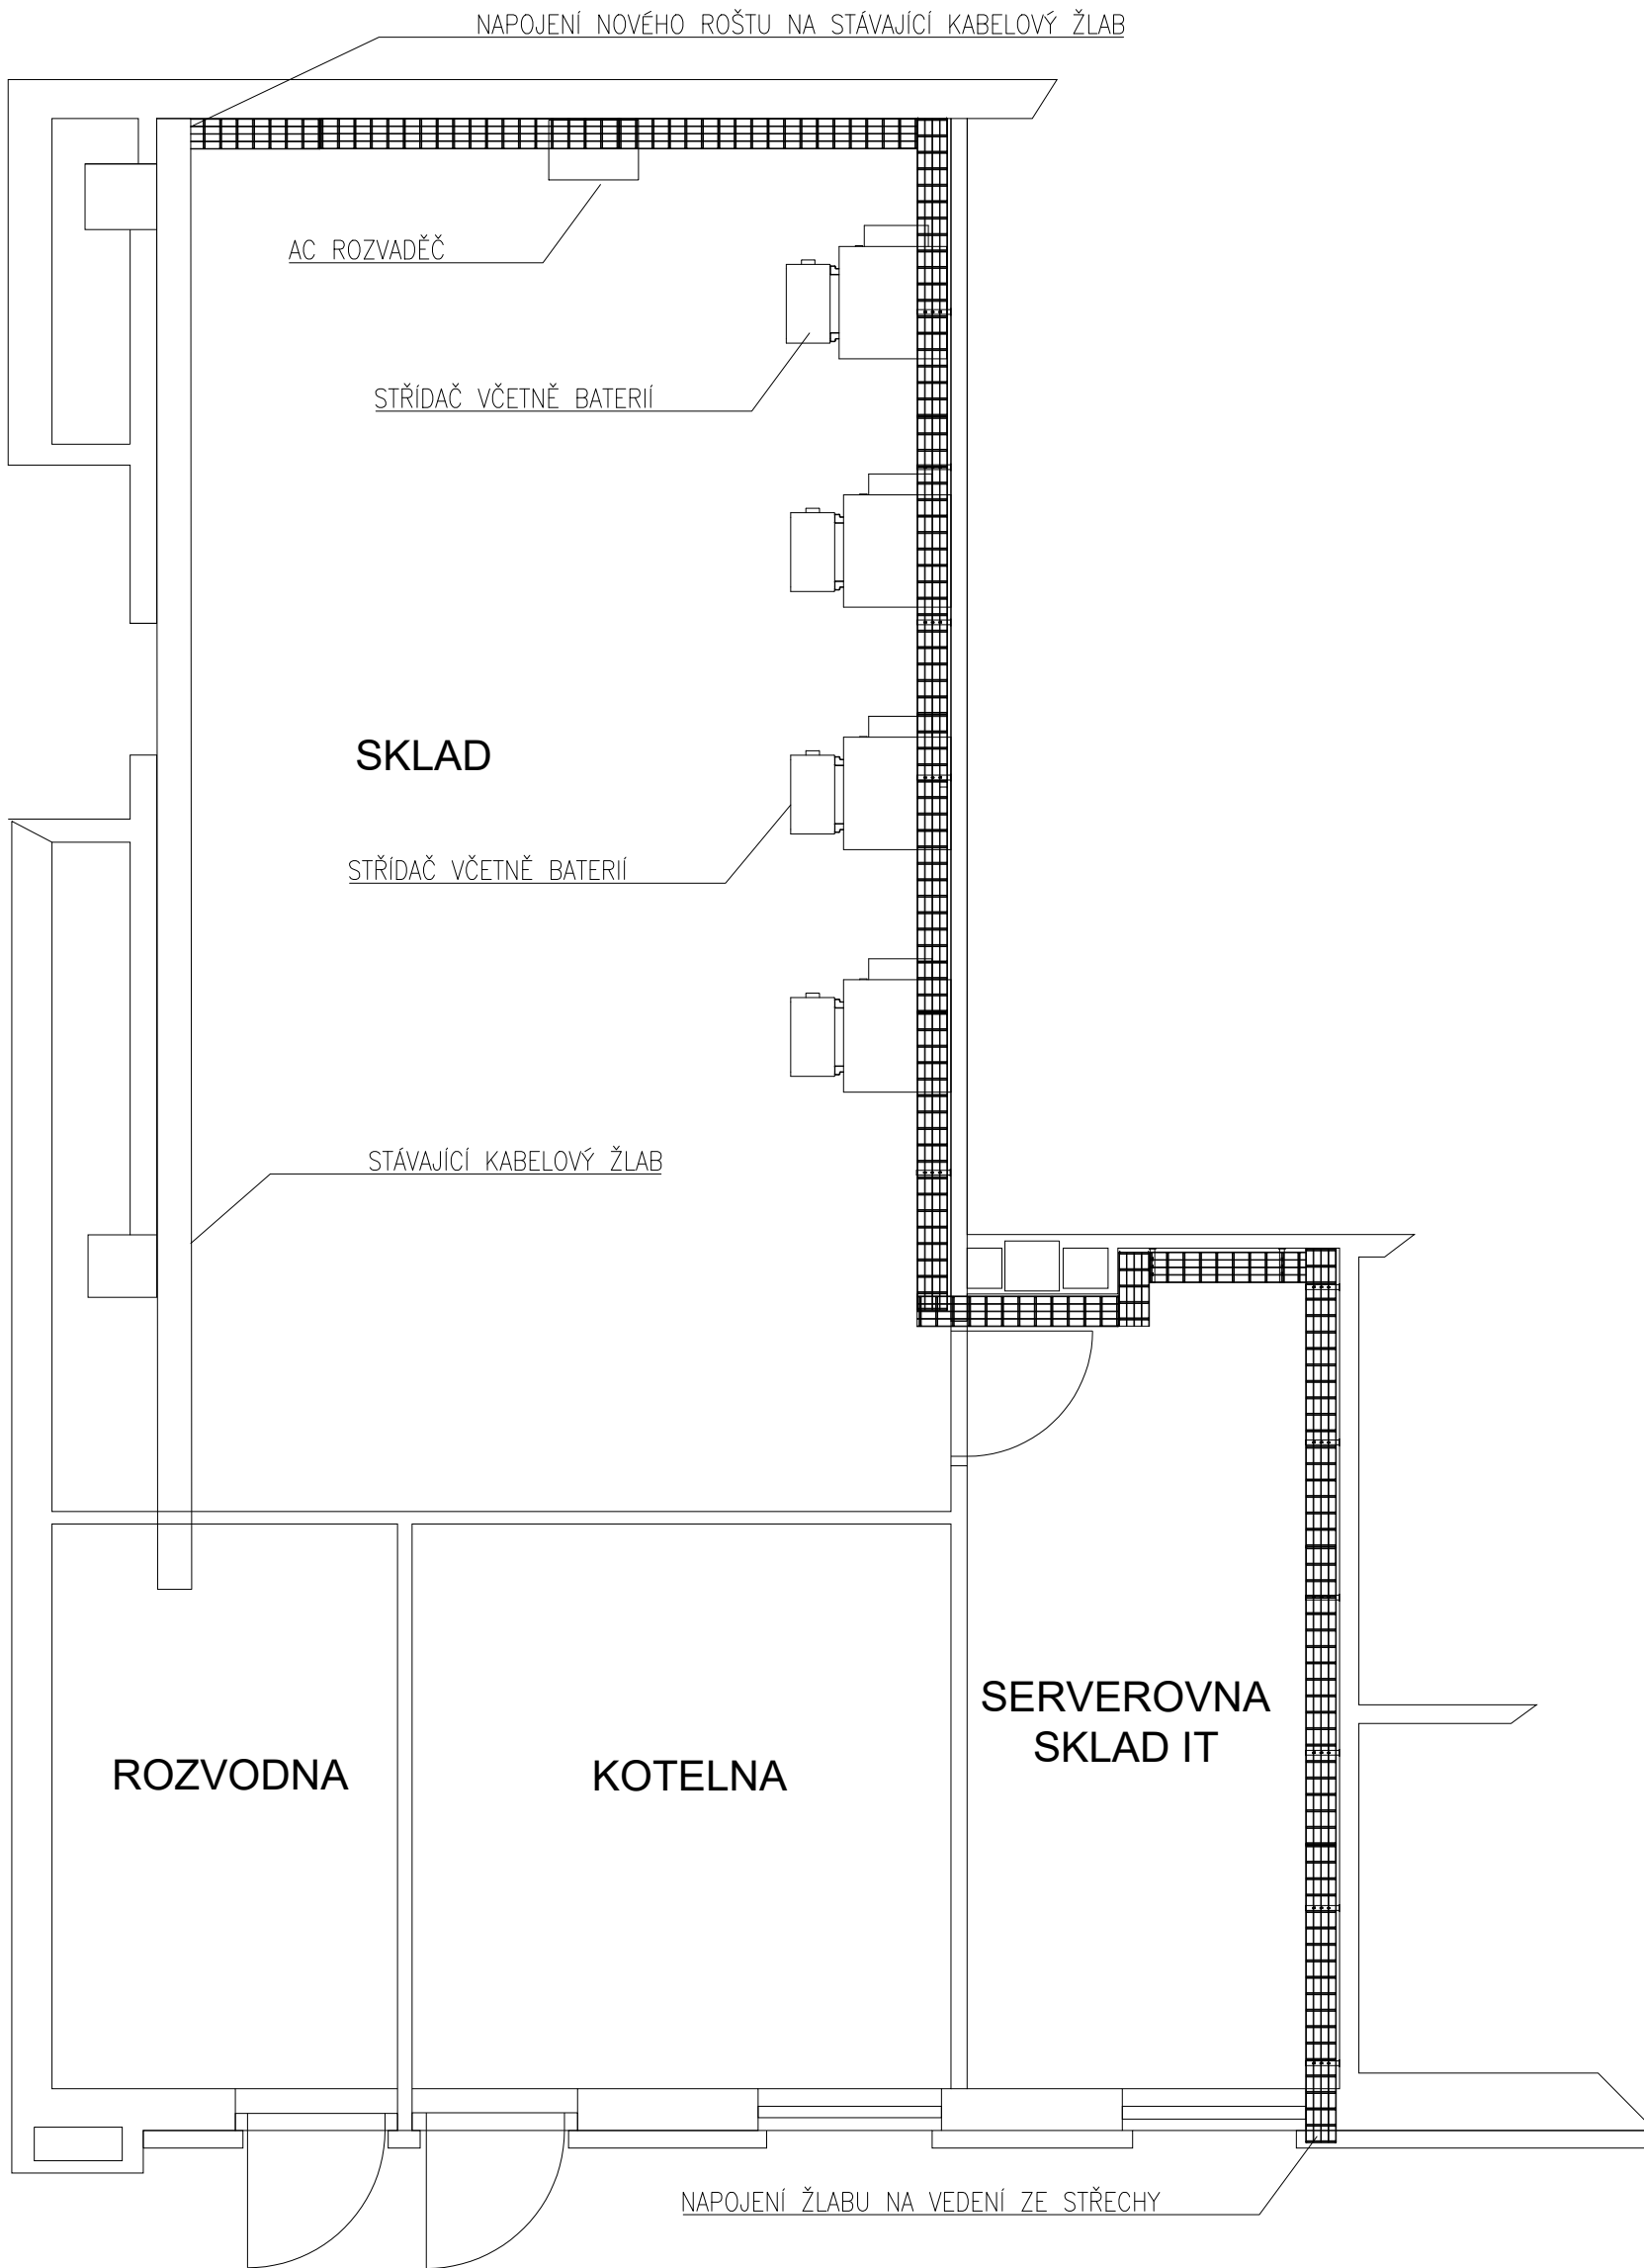 NAPOJENÍ NOVÉHO ROŠTU NA STÁVAJÍCÍ KABELOVÝ ŽLAB
AC ROZVADĚČ
STŘÍDAČ VČETNĚ BATERIÍ
SKLAD
STŘÍDAČ VČETNĚ BATERIÍ
STÁVAJÍCÍ KABELOVÝ ŽLAB
SERVEROVNA
SKLAD IT
ROZVODNA
KOTELNA
NAPOJENÍ ŽLABU NA VEDENÍ ZE STŘECHY